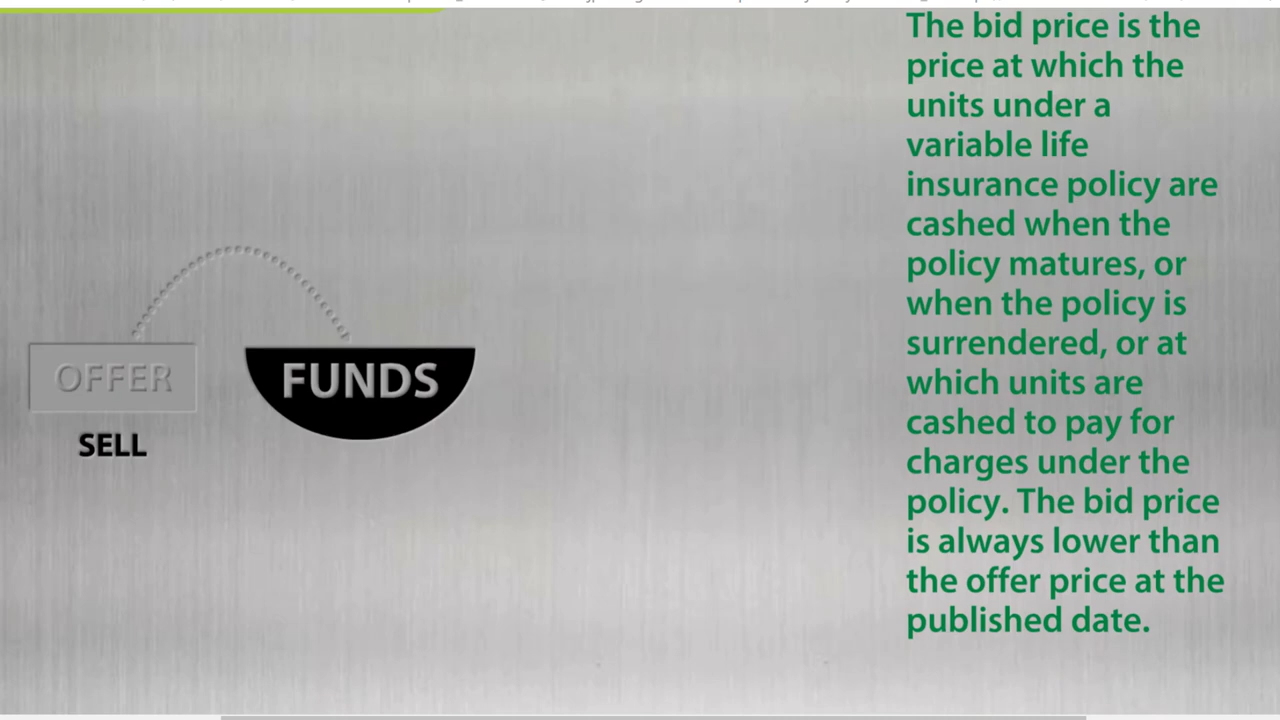 The bid price is the
price at which the
units under a
variable life
insurance policy are
cashed when the
policy matures, or
when the policy is
surrendered, or at
which units are
cashed to pay for
charges under the
policy. The bid price
is always lower than
the offer price at the
published date.
OFFER
FUNDS
SELL